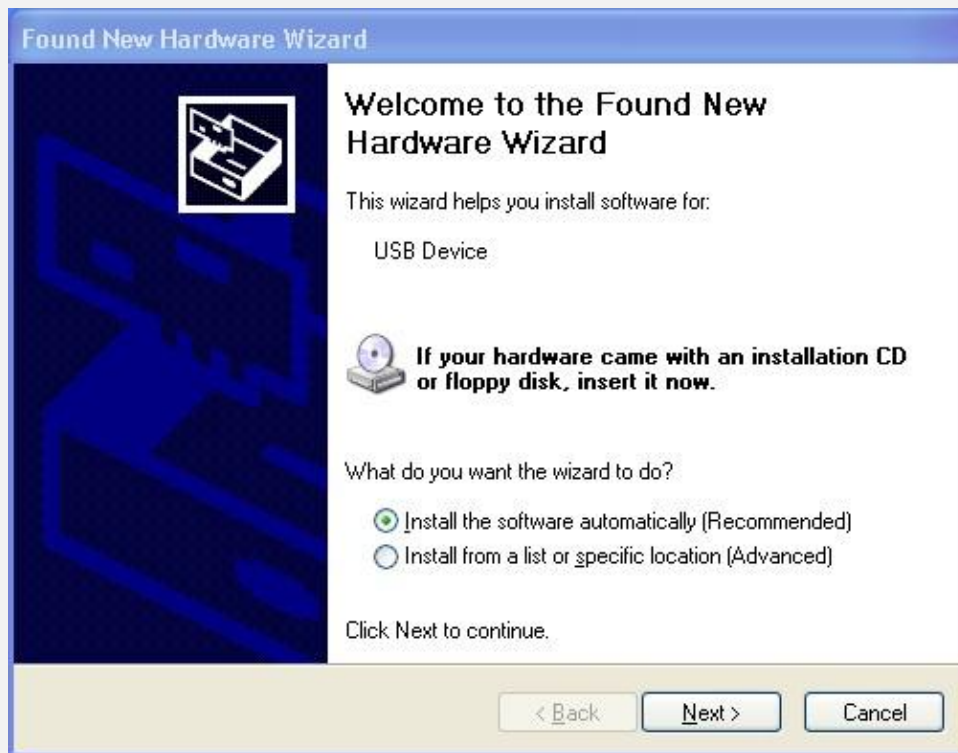 Found New Hardware Wizard
Welcome to the Found New
Hardware Wizard
This wizard helps you install software for:
USB Device
If your hardware came with an installation CD
or floppy disk, insert it now.
What do you want the wizard to do?
Install the software automatically (Recommended)
Install from a list or specific location (Advanced)
Click Next to continue.
< Back
Next >
Cancel